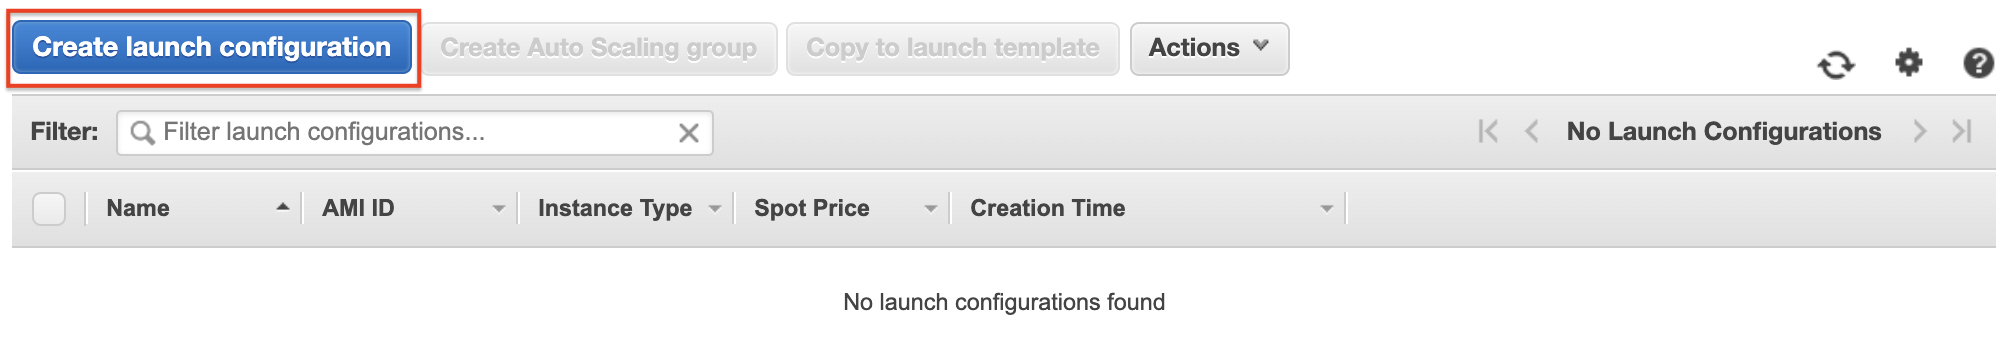 Create launch configuration Create Auto Scaling group Copy to launch template Actions
Filter: Filter launch configurations... No Launch Configurations
Name AMI ID Instance Type Spot Price Creation Time
No launch configurations found